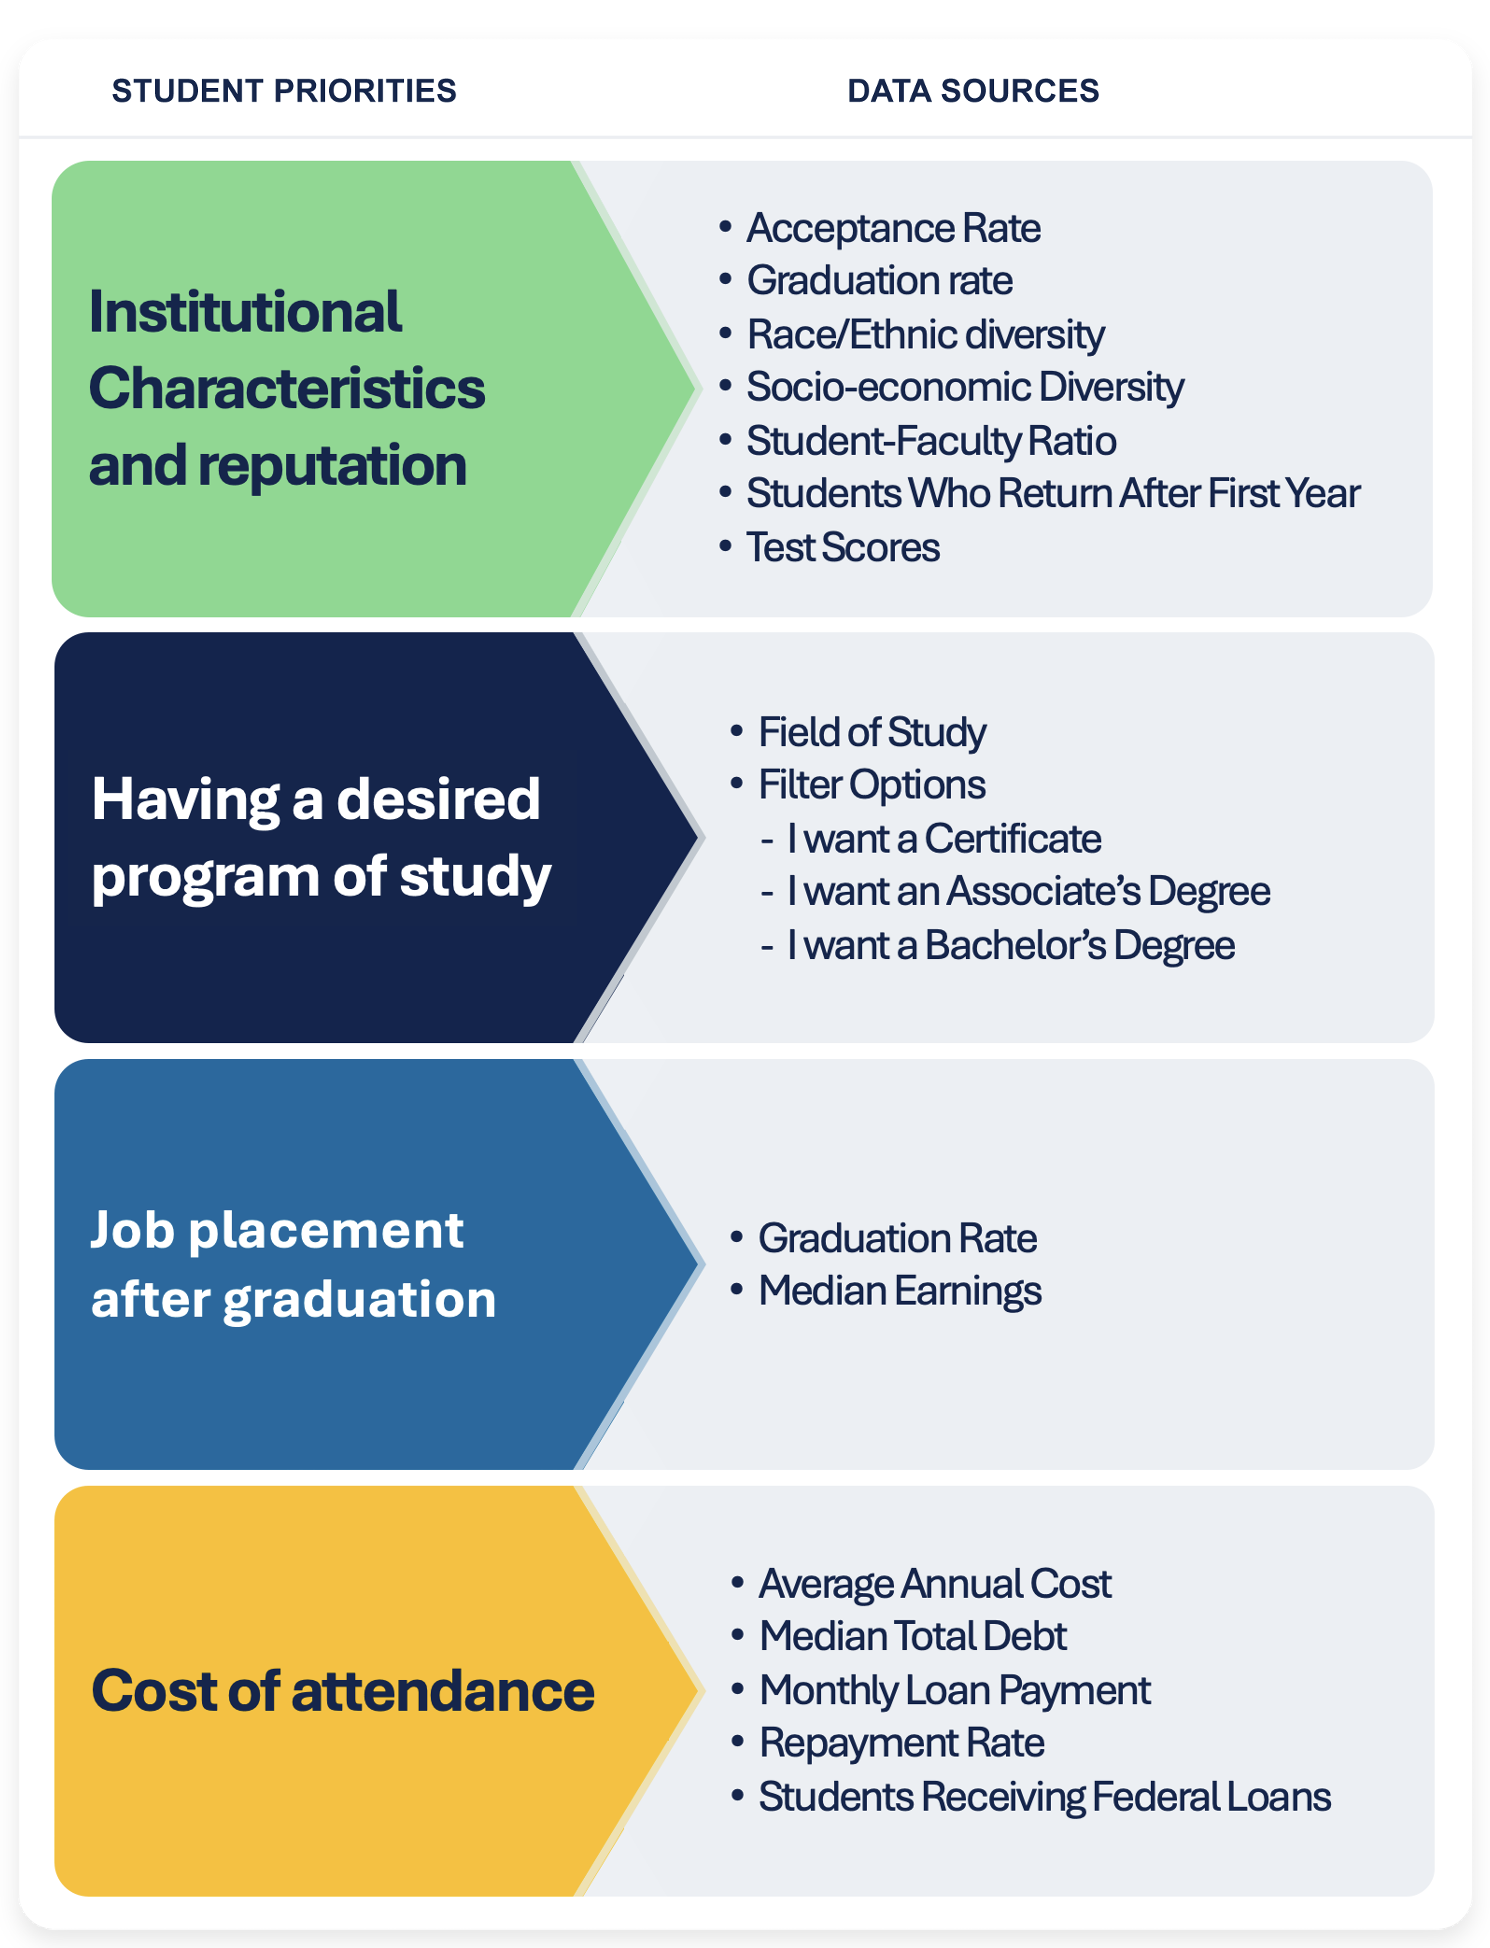 STUDENT PRIORITIES
DATA SOURCES
Institutional
Characteristics
and reputation
• Acceptance Rate
• Graduation rate
• Race/Ethnic diversity
• Socio-economic Diversity
• Student-Faculty Ratio
• Students Who Return After First Year
• Test Scores
Having a desired
program of study
• Field of Study
• Filter Options
- I want a Certificate
- I want an Associate’s Degree
- I want a Bachelor’s Degree
Job placement
after graduation
• Graduation Rate
• Median Earnings
Cost of attendance
• Average Annual Cost
• Median Total Debt
• Monthly Loan Payment
• Repayment Rate
• Students Receiving Federal Loans